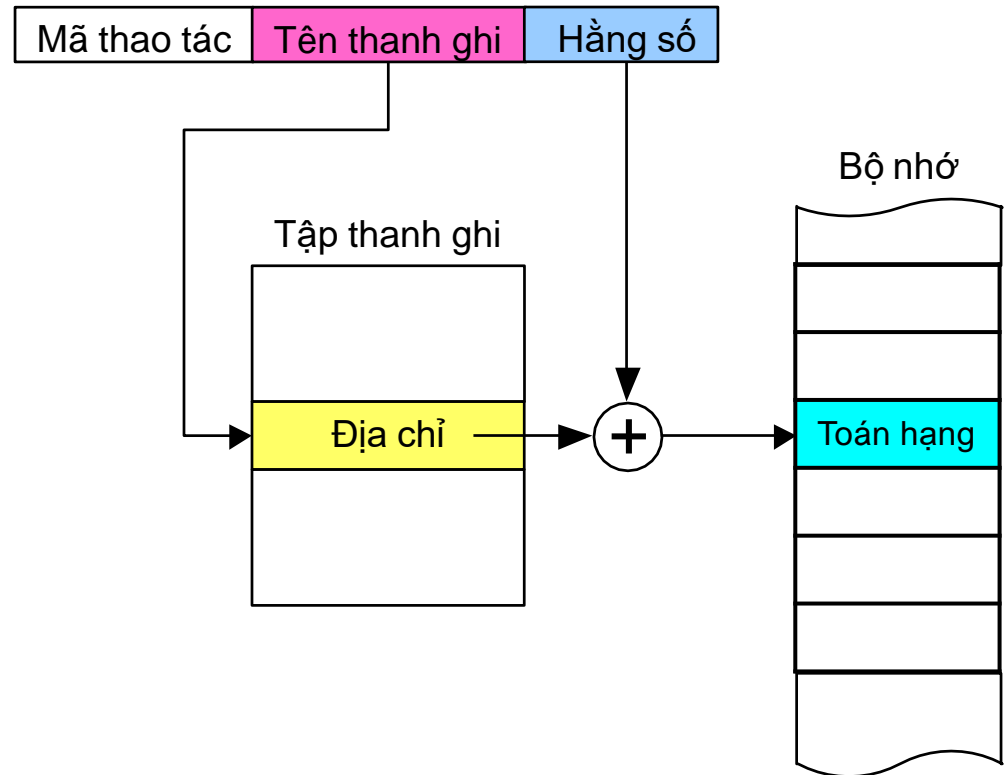 Mã thao tác Tên thanh ghi Hằng số
Bộ nhớ
Tập thanh ghi
Địa chỉ + Toán hạng